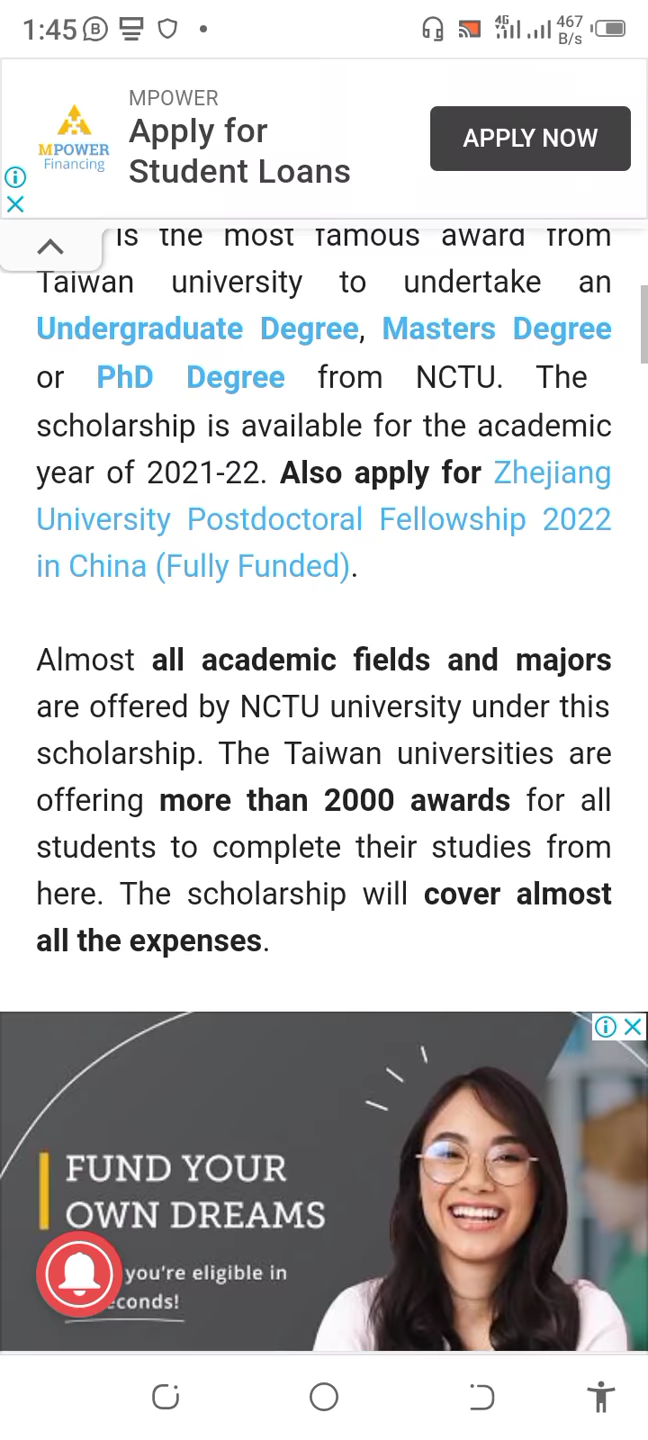 1:45
467
4G
B/s
MPOWER
Apply for
Student Loans
APPLY NOW
MPOWER
Financing
is the most famous award from
Taiwan university to undertake an
Undergraduate Degree, Masters Degree
or PhD Degree from NCTU. The
scholarship is available for the academic
year of 2021-22. Also apply for Zhejiang
University Postdoctoral Fellowship 2022
in China (Fully Funded).
Almost all academic fields and majors
are offered by NCTU university under this
scholarship. The Taiwan universities are
offering more than 2000 awards for all
students to complete their studies from
here. The scholarship will cover almost
all the expenses.
FUND YOUR
OWN DREAMS
you're eligible in